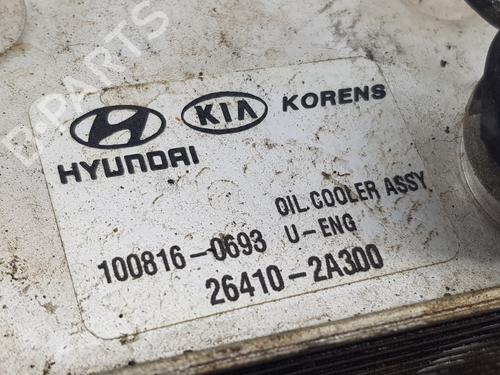 B-PARTS
KIA KORENS
HYUNDAI
OIL COOLER ASSY
100816-0693 U-ENG
26410-2A300